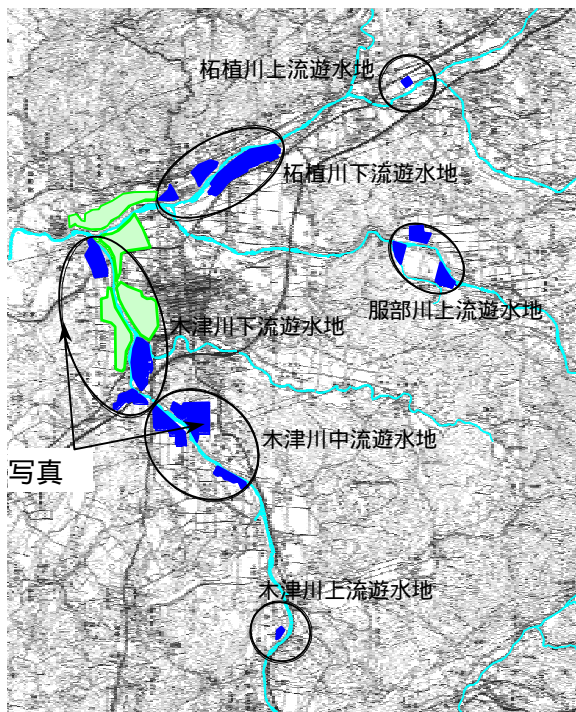 柘植川上流遊水地
柘植川下流遊水地
服部川上流遊水地
木津川下流遊水地
木津川中流遊水地
写真
木津川上流遊水地